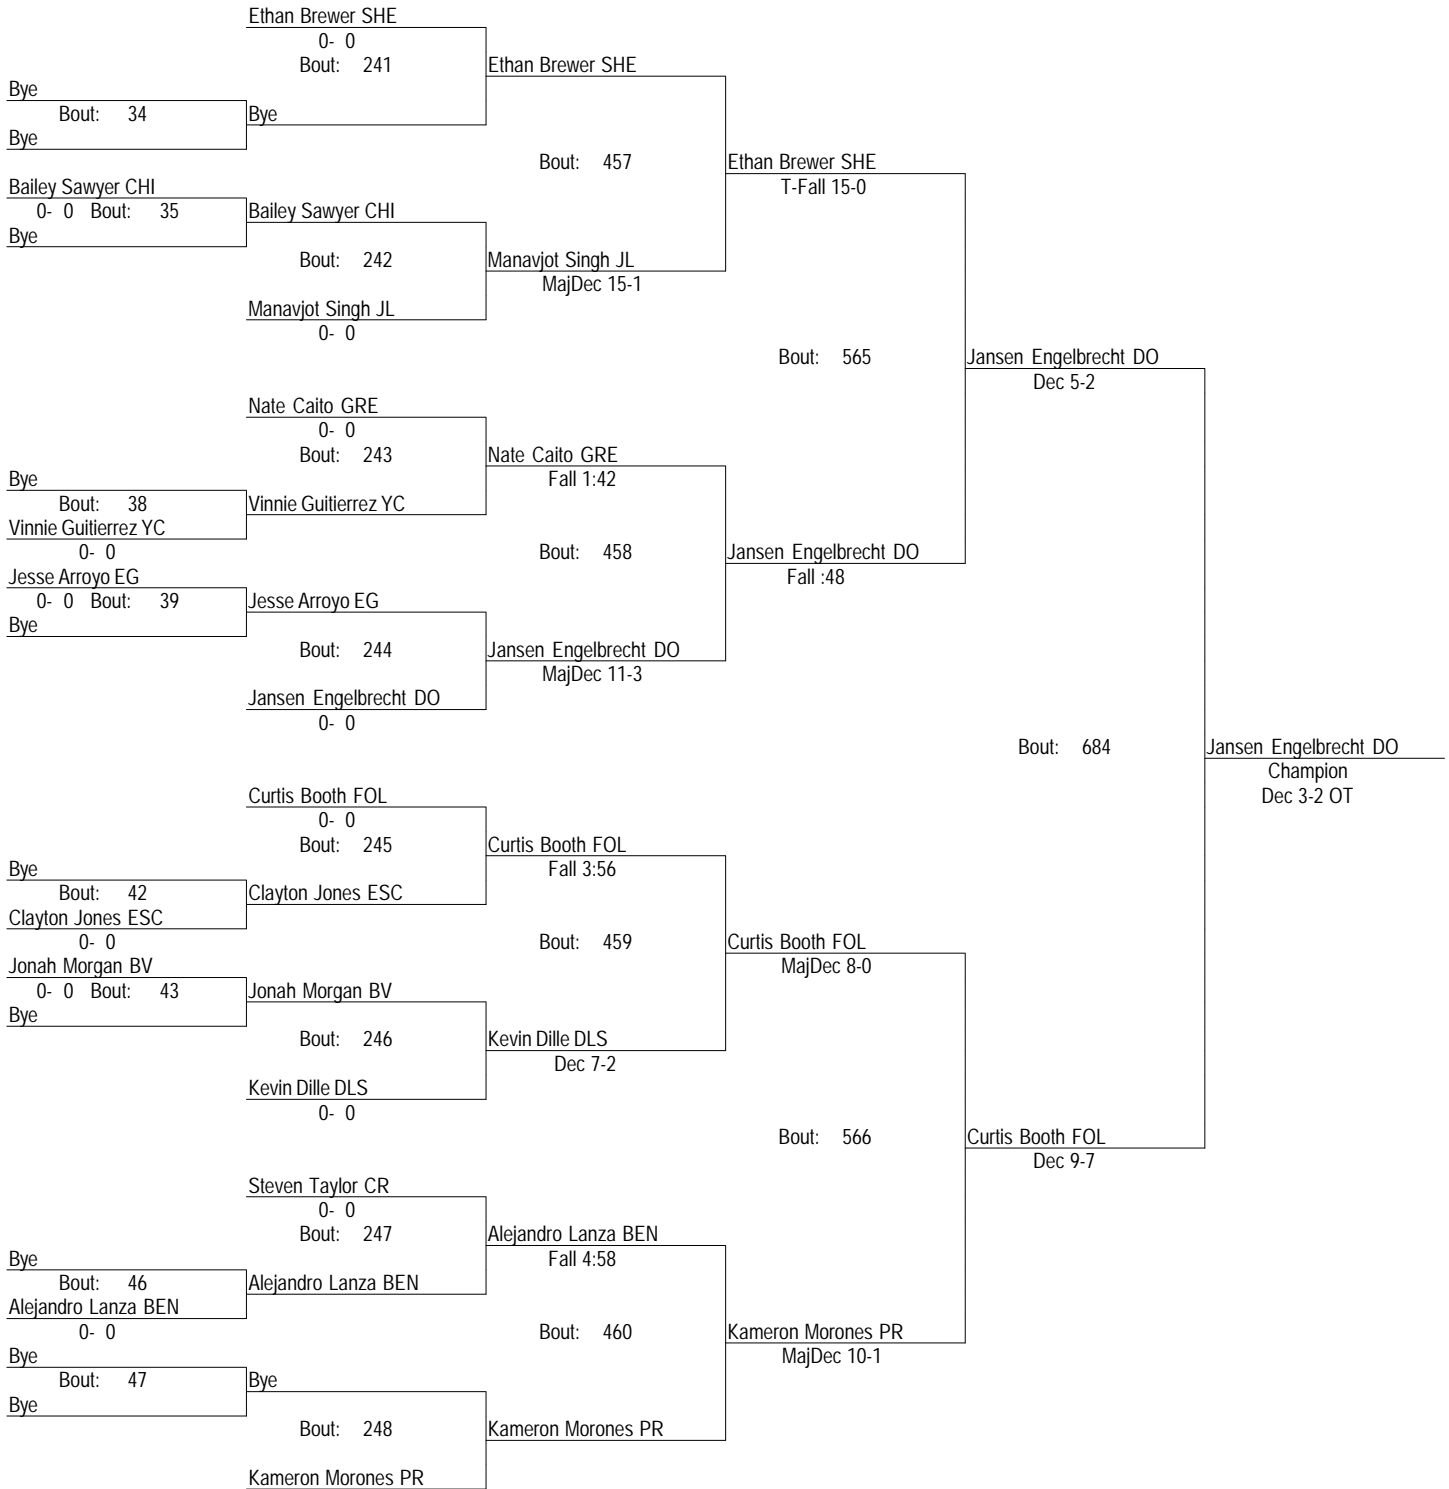 Ethan Brewer SHE
0- 0
Bout: 241
Ethan Brewer SHE
Bye
Bout: 34
Bye
Bye
Bout: 457
Ethan Brewer SHE
T-Fall 15-0
Bailey Sawyer CHI
0- 0 Bout: 35
Bailey Sawyer CHI
Bye
Bout: 242
Manavjot Singh JL
MajDec 15-1
Manavjot Singh JL
0- 0
Bout: 565
Jansen Engelbrecht DO
Dec 5-2
Nate Caito GRE
0- 0
Bout: 243
Nate Caito GRE
Fall 1:42
Bye
Bout: 38
Vinnie Guitierrez YC
Vinnie Guitierrez YC
0- 0
Bout: 458
Jansen Engelbrecht DO
Fall :48
Jesse Arroyo EG
0- 0 Bout: 39
Jesse Arroyo EG
Bye
Bout: 244
Jansen Engelbrecht DO
MajDec 11-3
Jansen Engelbrecht DO
0- 0
Bout: 684
Jansen Engelbrecht DO
Champion
Dec 3-2 OT
Curtis Booth FOL
0- 0
Bout: 245
Curtis Booth FOL
Fall 3:56
Bye
Bout: 42
Clayton Jones ESC
Clayton Jones ESC
0- 0
Bout: 459
Curtis Booth FOL
MajDec 8-0
Jonah Morgan BV
0- 0 Bout: 43
Jonah Morgan BV
Bye
Bout: 246
Kevin Dille DLS
Dec 7-2
Kevin Dille DLS
0- 0
Bout: 566
Curtis Booth FOL
Dec 9-7
Steven Taylor CR
0- 0
Bout: 247
Alejandro Lanza BEN
Fall 4:58
Bye
Bout: 46
Alejandro Lanza BEN
Alejandro Lanza BEN
0- 0
Bout: 460
Kameron Morones PR
MajDec 10-1
Bye
Bout: 47
Bye
Bye
Bout: 248
Kameron Morones PR
Kameron Morones PR